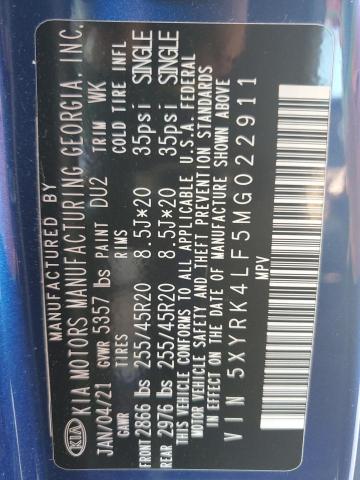 MANUFACTURED BY
KIA KIA MOTORS MANUFACTURING GEORGIA, INC.
JAN/04/21 GVWR 5357 lbs PAINT DU2 TRIM WK
GAWR TIRES RIMS COLD TIRE INFL
FRONT 2866 lbs 255/45R20 8.5J*20 35psi SINGLE
REAR 2976 lbs 255/45R20 8.5J*20 35psi SINGLE
THIS VEHICLE CONFORMS TO ALL APPLICABLE U.S.A. FEDERAL
MOTOR VEHICLE SAFETY AND THEFT PREVENTION STANDARDS
IN EFFECT ON THE DATE OF MANUFACTURE SHOWN ABOVE
VIN 5XYRK4LF5MG022911
MPV